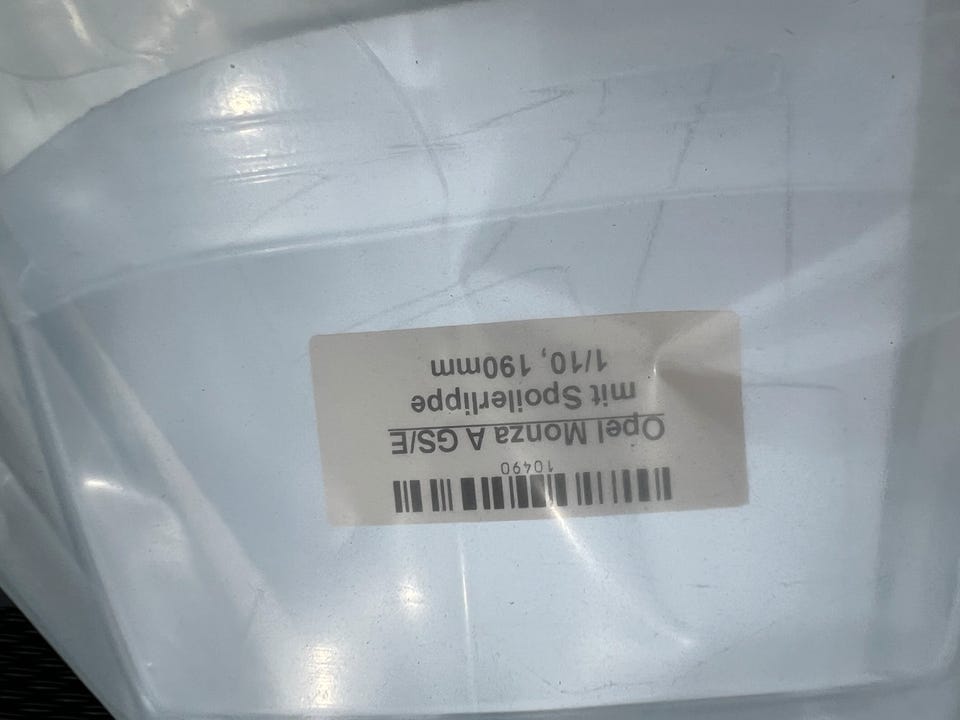 10490
Opel Monza A GS/E
mit Spoilerlippe
1/10, 190mm